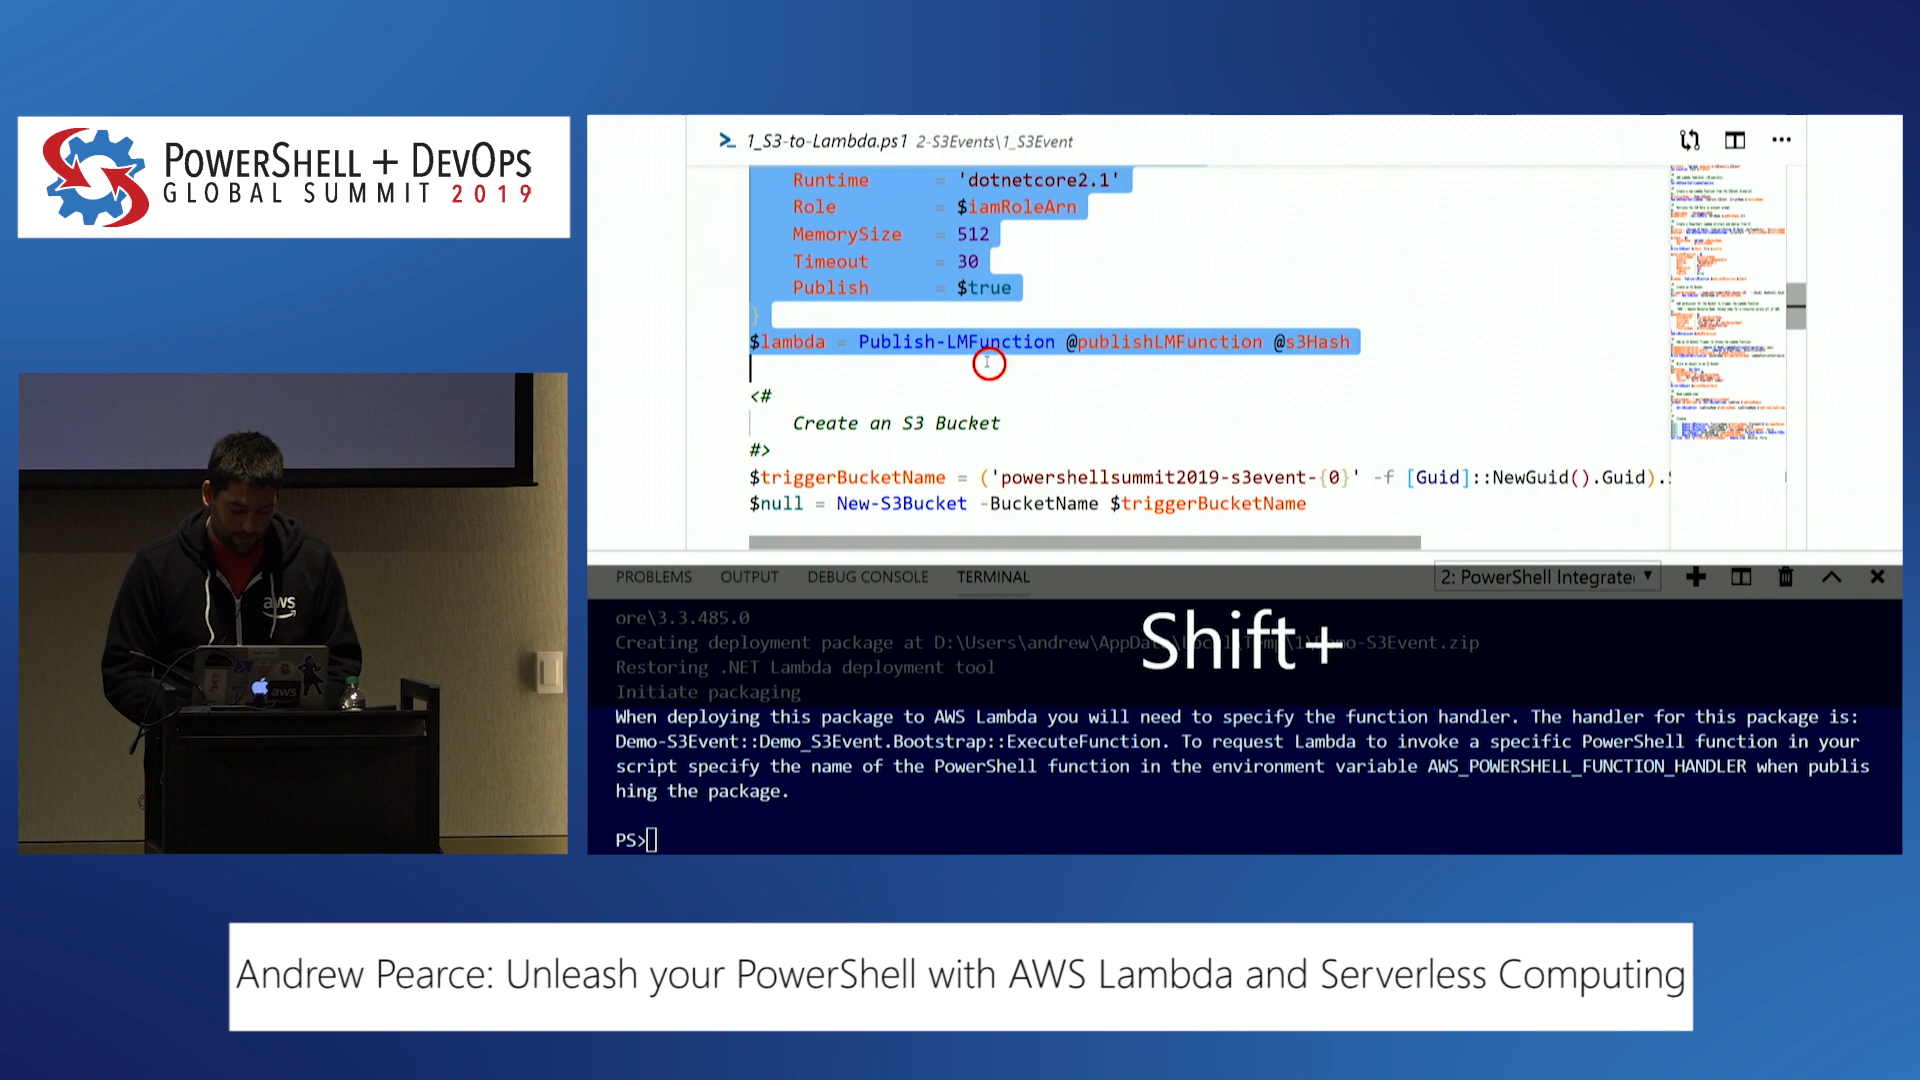 POWERSHELL + DEVOPS
GLOBAL SUMMIT 2019
1_S3-to-Lambda.ps1 2-S3Events\1_S3Event
Runtime = 'dotnetcore2.1'
Role = $iamRoleArn
MemorySize = 512
Timeout = 30
Publish = $true
}
$lambda = Publish-LMFunction @publishLMFunction @s3Hash
<#
Create an S3 Bucket
#>
$triggerBucketName = ('powershellsummit2019-s3event-{0}' -f [Guid]::NewGuid().Guid).
$null = New-S3Bucket -BucketName $triggerBucketName
PROBLEMS OUTPUT DEBUG CONSOLE TERMINAL 2: PowerShell Integrate
ore\3.3.485.0
Creating deployment package at
Shift+
Restoring .NET Lambda deployment tool
Initiate packaging
When deploying this package to AWS Lambda you will need to specify the function handler. The handler for this package is:
Demo-S3Event::Demo_S3Event.Bootstrap::ExecuteFunction. To request Lambda to invoke a specific PowerShell function in your
script specify the name of the PowerShell function in the environment variable AWS_POWERSHELL_FUNCTION_HANDLER when publis
hing the package.
PS>
aws
aws
Andrew Pearce: Unleash your PowerShell with AWS Lambda and Serverless Computing